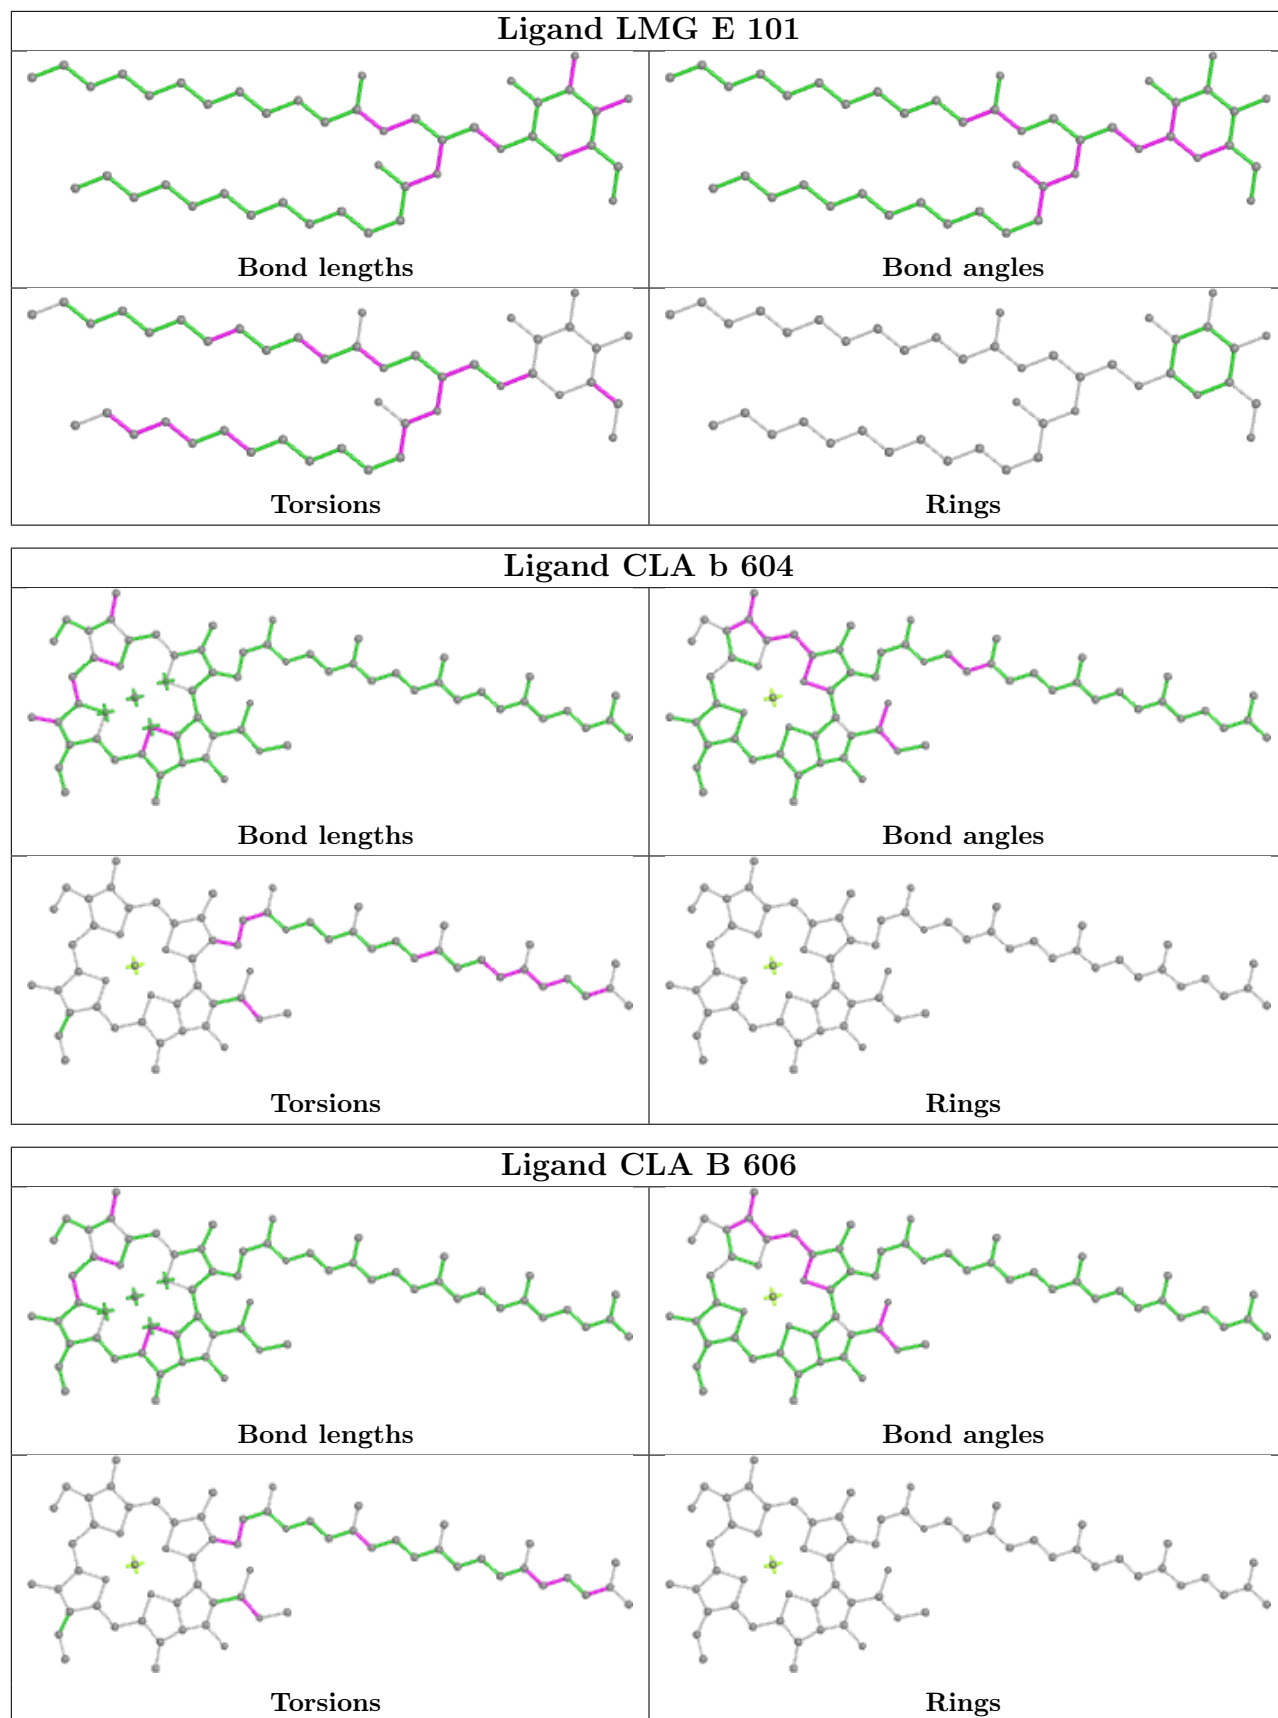 Ligand LMG E 101
Bond lengths
Bond angles
Torsions
Rings
Ligand CLA b 604
Bond lengths
Bond angles
Torsions
Rings
Ligand CLA B 606
Bond lengths
Bond angles
Torsions
Rings